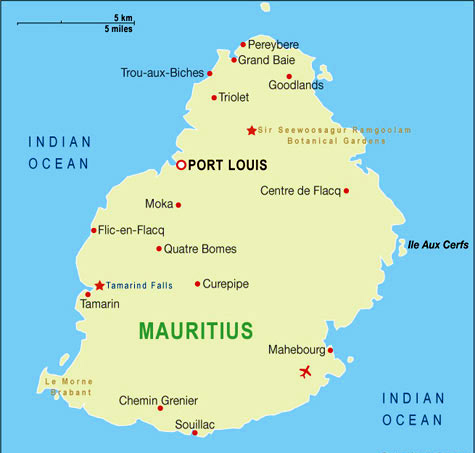 5 km
5 miles
Pereybere
Grand Baie
Trou-aux-Biches
Goodlands
Triolet
Sir Seewoosagur Ramgoolam
Botanical Gardens
INDIAN
OCEAN
PORT LOUIS
Centre de Flacq
Moka
Flic-en-Flacq
Ile Aux Cerfs
Quatre Bomes
Tamarind Falls
Curepipe
Tamarin
MAURITIUS
Mahebourg
Le Morne
Brabant
Chemin Grenier
INDIAN
OCEAN
Souillac